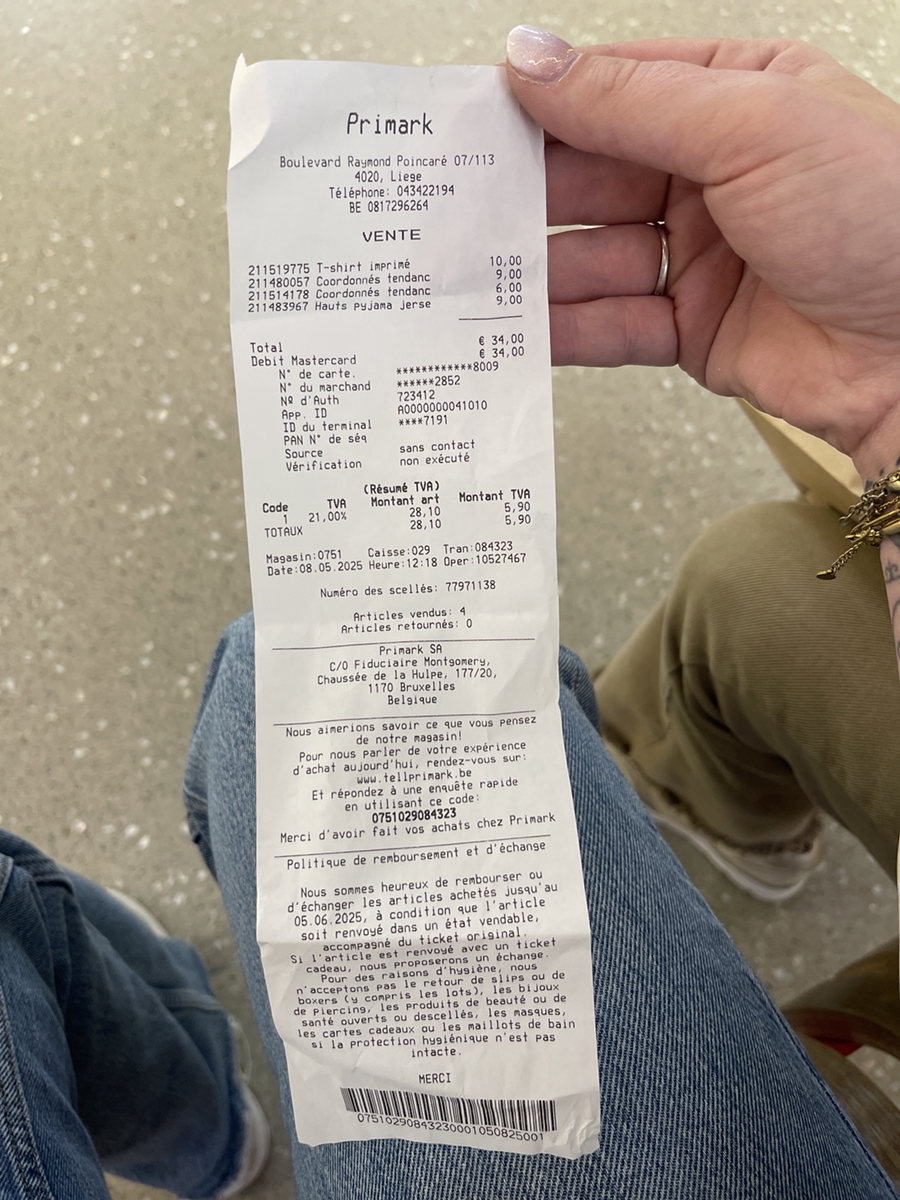 Primark
Boulevard Raymond Poincaré 07/113
4020, Liege
Téléphone: 043422194
BE 0817296264
VENTE
211519775 T-shirt imprimé 10,00
211480057 Coordonnés tendanc 9,00
211514178 Coordonnés tendanc 6,00
211483967 Hauts pyjama jerse 9,00
Total € 34,00
Debit Mastercard € 34,00
N° de carte. ************8009
N° du marchand ******2852
Nº d'Auth 723412
App. ID A0000000041010
ID du terminal ****7191
PAN N° de séq
Source sans contact
Vérification non exécuté
(Résumé TVA)
Code TVA Montant art Montant TVA
1 21,00% 28,10 5,90
TOTAUX 28,10 5,90
Magasin:0751 Caisse:029 Tran:084323
Date:08.05.2025 Heure:12:18 Oper:10527467
Numéro des scellés: 77971138
Articles vendus: 4
Articles retournés: 0
Primark SA
C/O Fiduciaire Montgomery,
Chaussée de la Hulpe, 177/20,
1170 Bruxelles
Belgique
Nous aimerions savoir ce que vous pensez
de notre magasin!
Pour nous parler de votre expérience
d'achat aujourd'hui, rendez-vous sur:
www.tellprimark.be
Et répondez à une enquête rapide
en utilisant ce code:
0751029084323
Merci d'avoir fait vos achats chez Primark
Politique de remboursement et d'échange
Nous sommes heureux de rembourser ou
d'échanger les articles achetés jusqu'au
05.06.2025, à condition que l'article
soit renvoyé dans un état vendable,
accompagné du ticket original.
Si l'article est renvoyé avec un ticket
cadeau, nous proposerons un échange.
Pour des raisons d'hygiène, nous
n'acceptons pas le retour de slips ou de
boxers (y compris les lots), les bijoux
de piercing, les produits de beauté ou de
santé ouverts ou descellés, les masques,
les cartes cadeaux ou les maillots de bain
si la protection hygiénique n'est pas
intacte.
MERCI
07510290843230001050825001